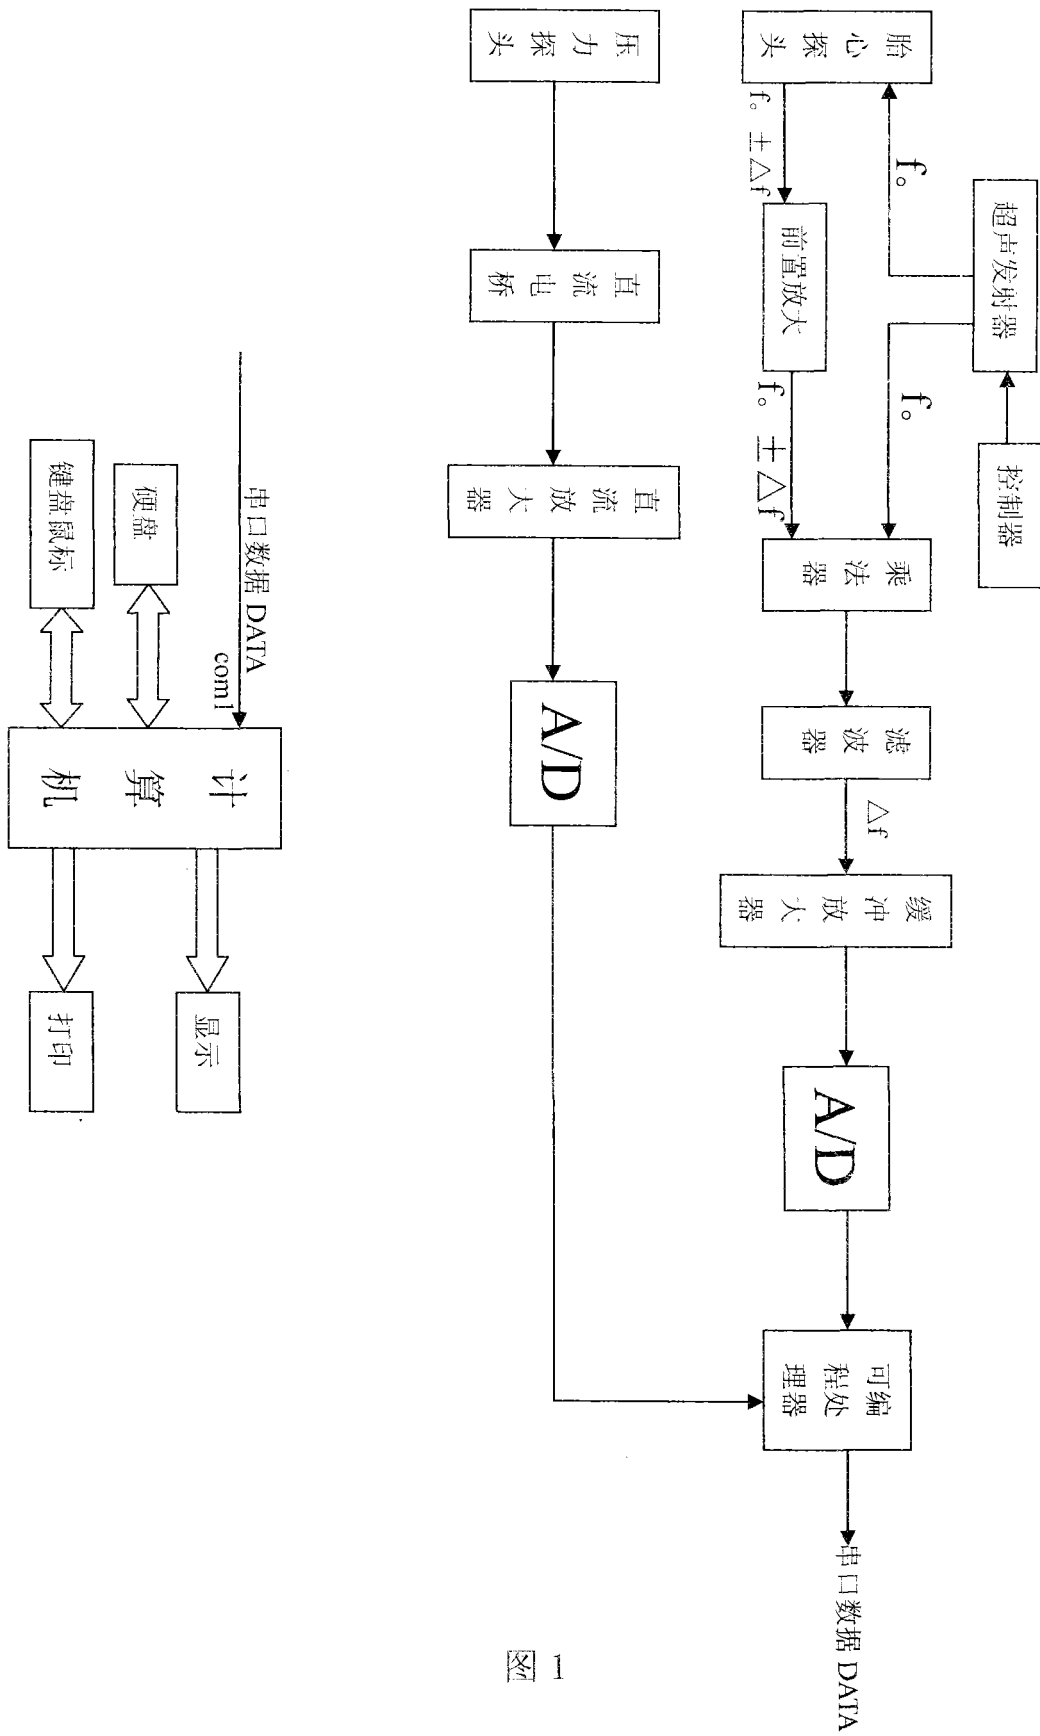 控制器
超声发射器
f。
f。
胎心探头
f。±△f
前置放大
f。±△f
乘法器
滤波器
△f
缓冲放大器
A/D
可编程处理器
串口数据 DATA
压力探头
直流电桥
直流放大器
A/D
串口数据 DATA
com1
硬盘
键盘鼠标
计算机
显示
打印
图 1